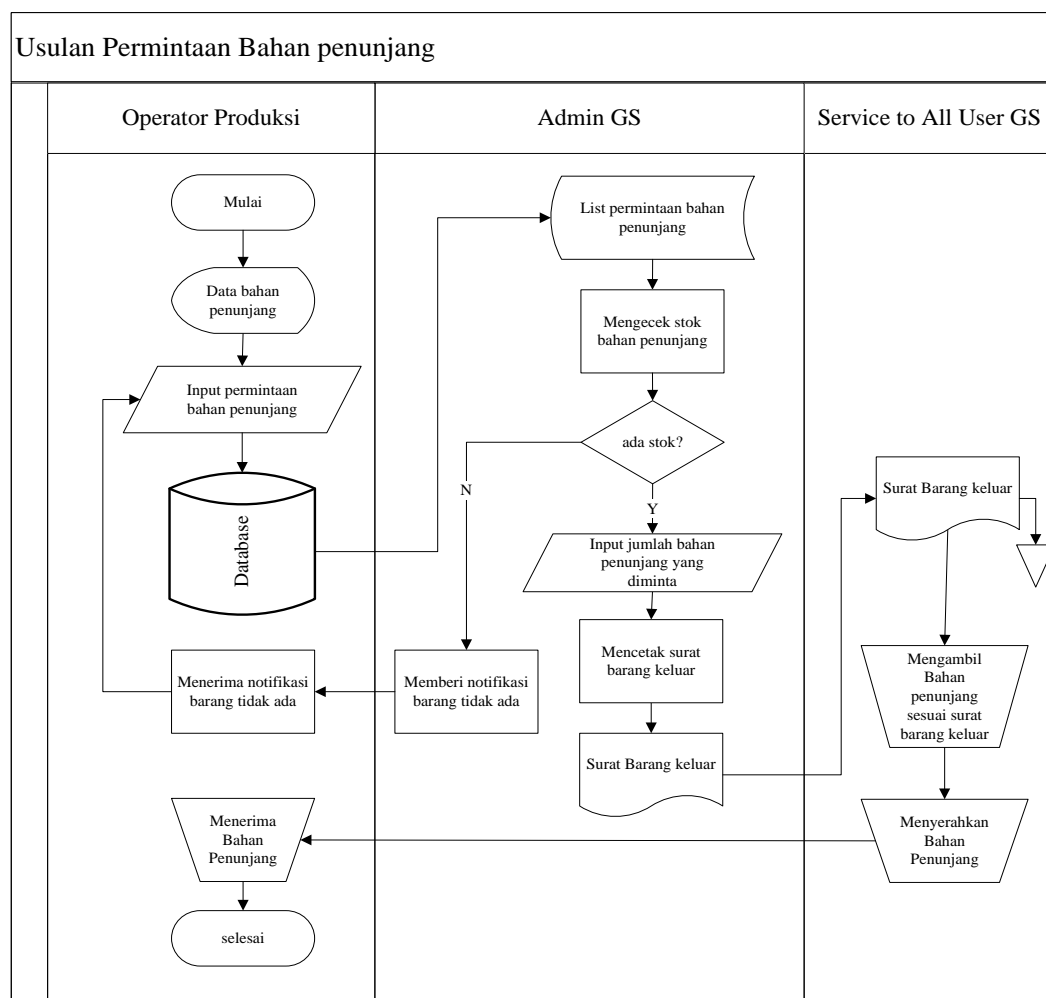 Usulan Permintaan Bahan penunjang
Operator Produksi
Admin GS
Service to All User GS
Mulai
Data bahan
penunjang
Input permintaan
bahan penunjang
Database
Menerima notifikasi
barang tidak ada
Menerima
Bahan
Penunjang
selesai
List permintaan bahan
penunjang
Mengecek stok
bahan penunjang
ada stok?
N
Y
Input jumlah bahan
penunjang yang
diminta
Mencetak surat
barang keluar
Memberi notifikasi
barang tidak ada
Surat Barang keluar
Surat Barang keluar
Mengambil
Bahan
penunjang
sesuai surat
barang keluar
Menyerahkan
Bahan
Penunjang